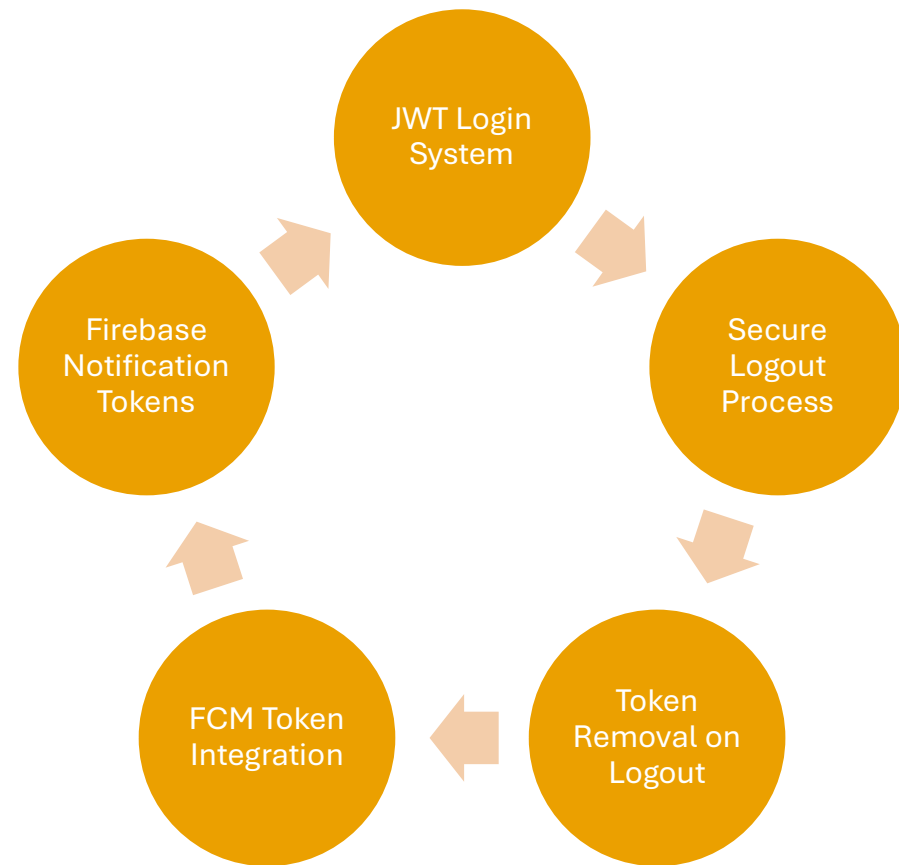 JWT Login
System
Secure
Logout
Process
Token
Removal on
Logout
FCM Token
Integration
Firebase
Notification
Tokens